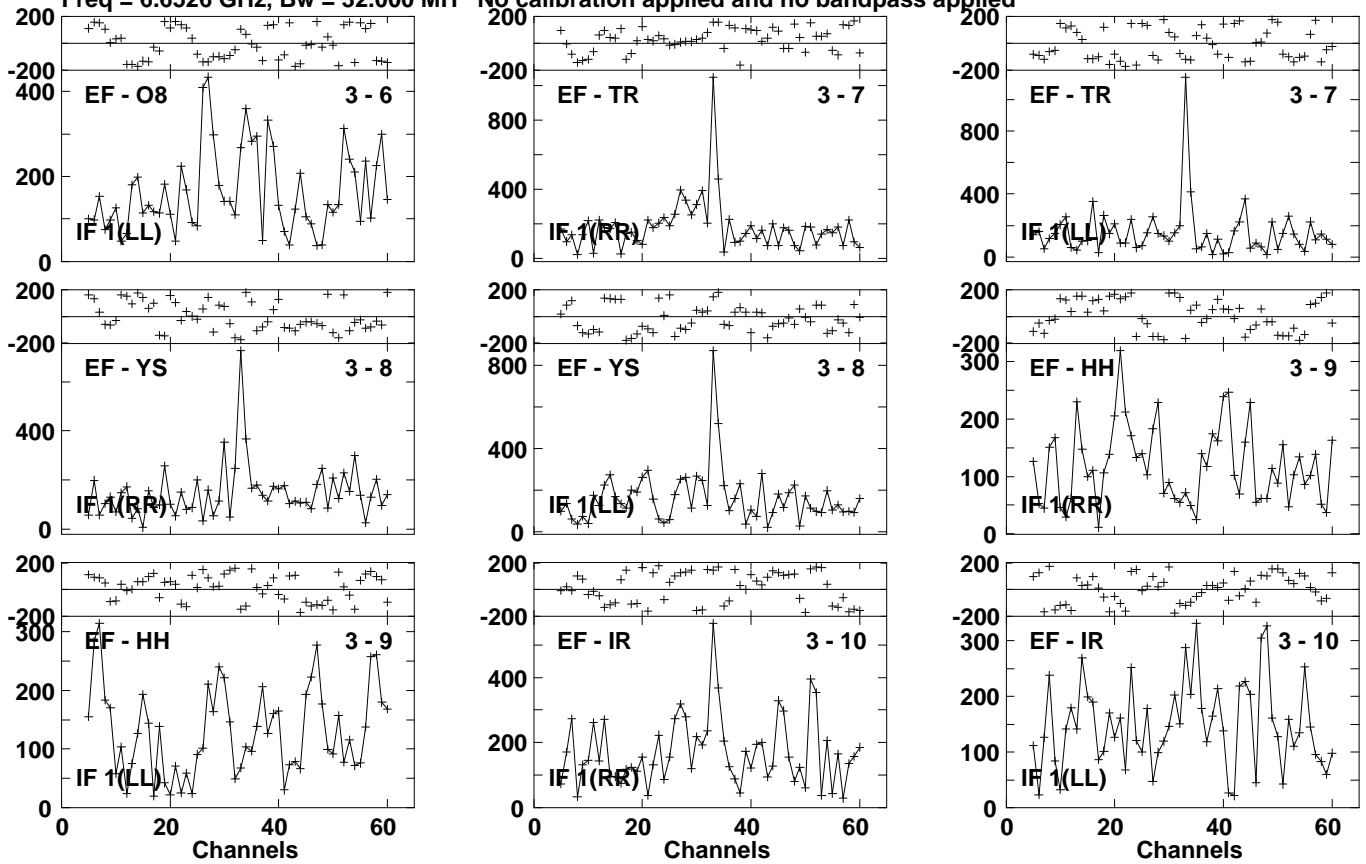 Freq = 6.6526 GHz, Bw = 32.000 MH No calibration applied and no bandpass applied
200
-200
400
200
0
EF - O8 3 - 6
IF 1(LL)
200
-200
800
400
0
EF - TR 3 - 7
IF 1(RR)
200
-200
800
400
0
EF - TR 3 - 7
IF 1(LL)
200
-200
400
0
EF - YS 3 - 8
IF 1(RR)
200
-200
800
400
0
EF - YS 3 - 8
IF 1(LL)
200
-200
300
200
100
0
EF - HH 3 - 9
IF 1(RR)
200
-200
300
200
100
0
EF - HH 3 - 9
IF 1(LL)
0 20 40 60
Channels
200
-200
400
200
0
EF - IR 3 - 10
IF 1(RR)
0 20 40 60
Channels
200
-200
300
200
100
0
EF - IR 3 - 10
IF 1(LL)
0 20 40 60
Channels